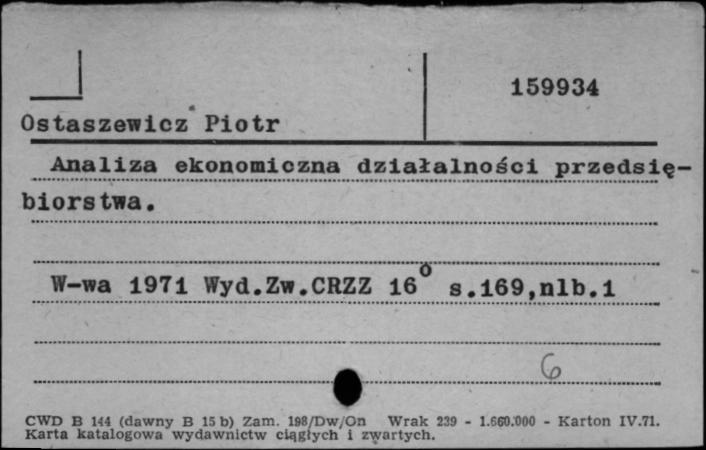 159934
Ostaszewicz Piotr
Analiza ekonomiczna działalności przedsię-
biorstwa.
W-wa 1971 Wyd.Zw.CRZZ 16° s.169,nlb.1
6
CWD B 144 (dawny B 15 b) Zam. 198/Dw/On Wrak 239 - 1.660.000 - Karton IV.71.
Karta katalogowa wydawnictw ciągłych i zwartych.